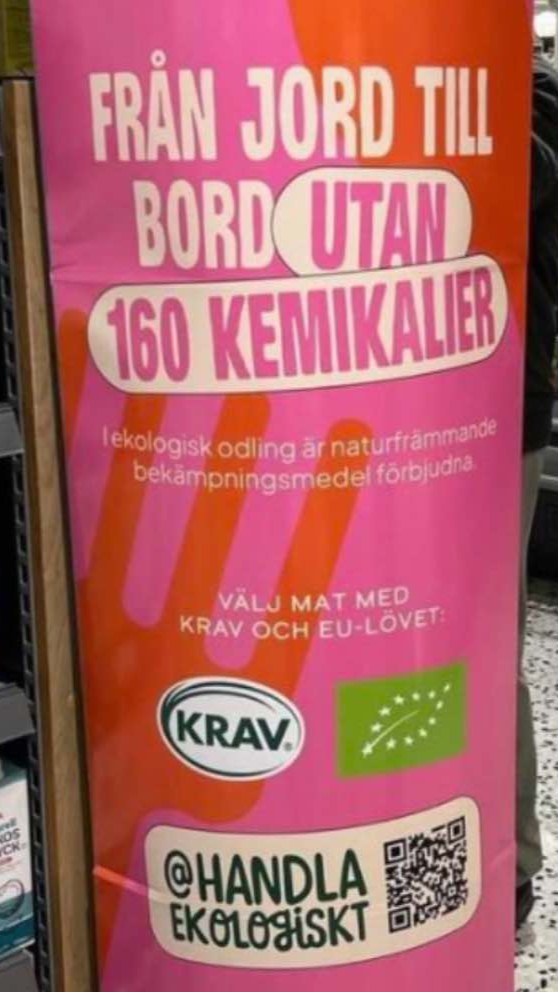 FRÅN JORD TILL
BORD UTAN
160 KEMIKALIER
I ekologisk odling är naturfrämmande
bekämpningsmedel förbjudna.
VÄLJ MAT MED
KRAV OCH EU-LÖVET:
KRAV®
@HANDLA
EKOLOGISKT